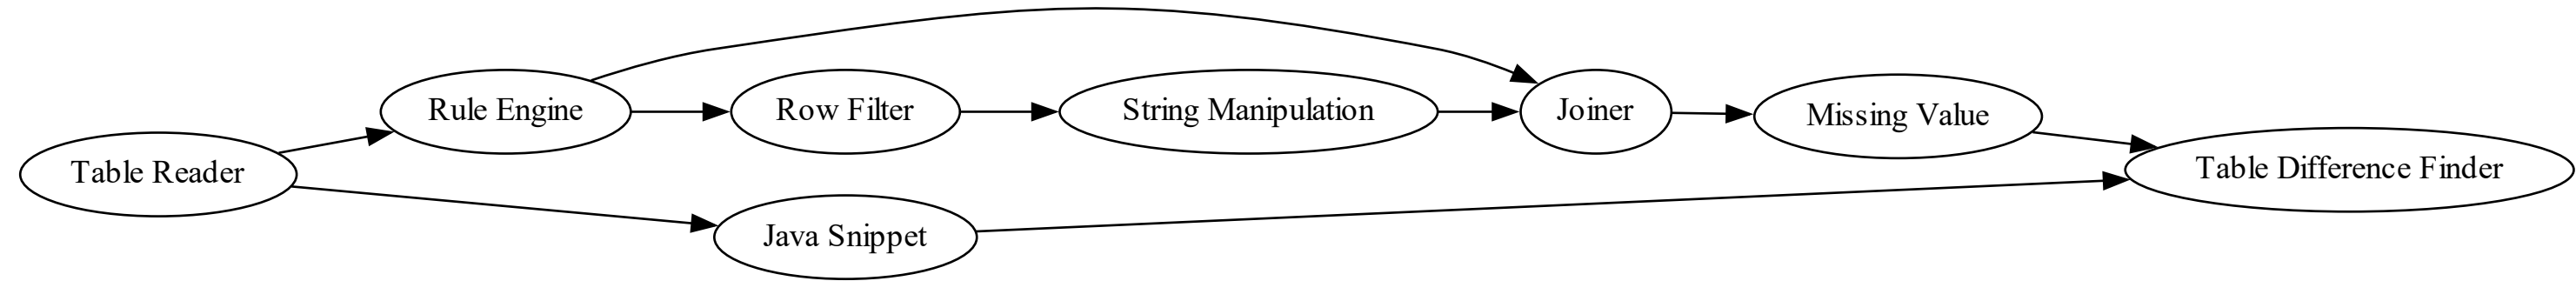 Table Reader
Rule Engine
Row Filter
String Manipulation
Joiner
Missing Value
Table Difference Finder
Java Snippet